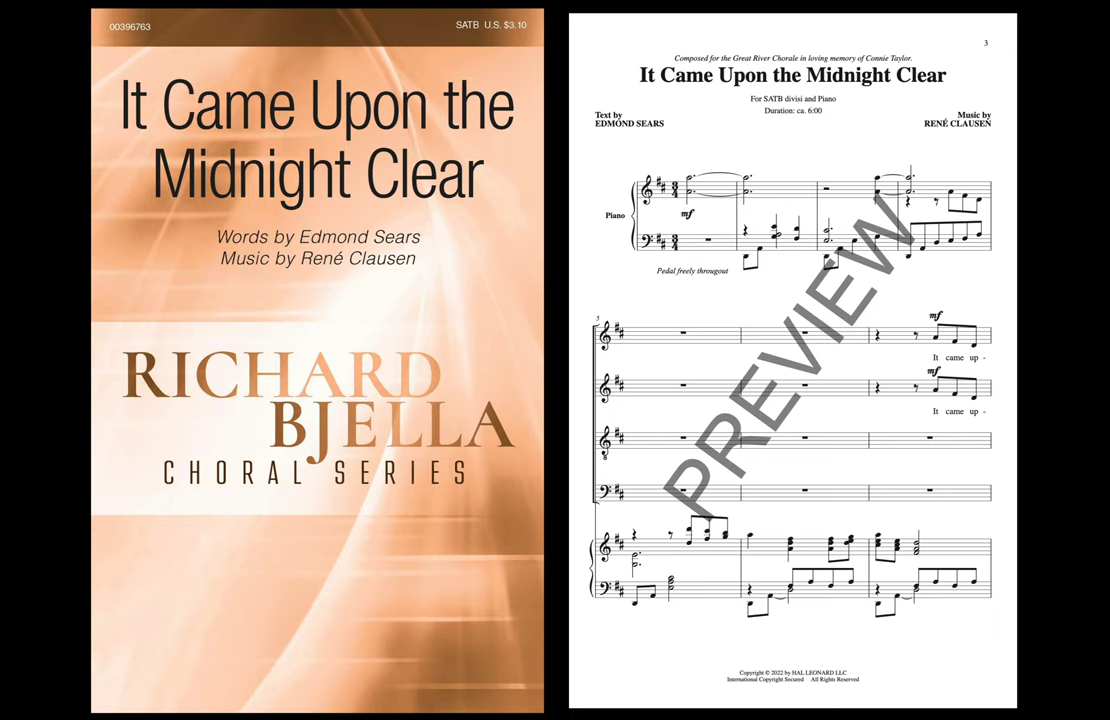 00396763
SATB U.S. $3.10
It Came Upon the
Midnight Clear
Words by Edmond Sears
Music by René Clausen
RICHARD
BJELLA
CHORAL SERIES
3
Composed for the Great River Chorale in loving memory of Connie Taylor.
It Came Upon the Midnight Clear
For SATB divisi and Piano
Duration: ca. 6:00
Text by
EDMOND SEARS
Music by
RENÉ CLAUSEN
Piano
mf
Pedal freely througout
PREVIEW
5
mf
It came up -
mf
It came up -
Copyright © 2022 by HAL LEONARD LLC
International Copyright Secured All Rights Reserved